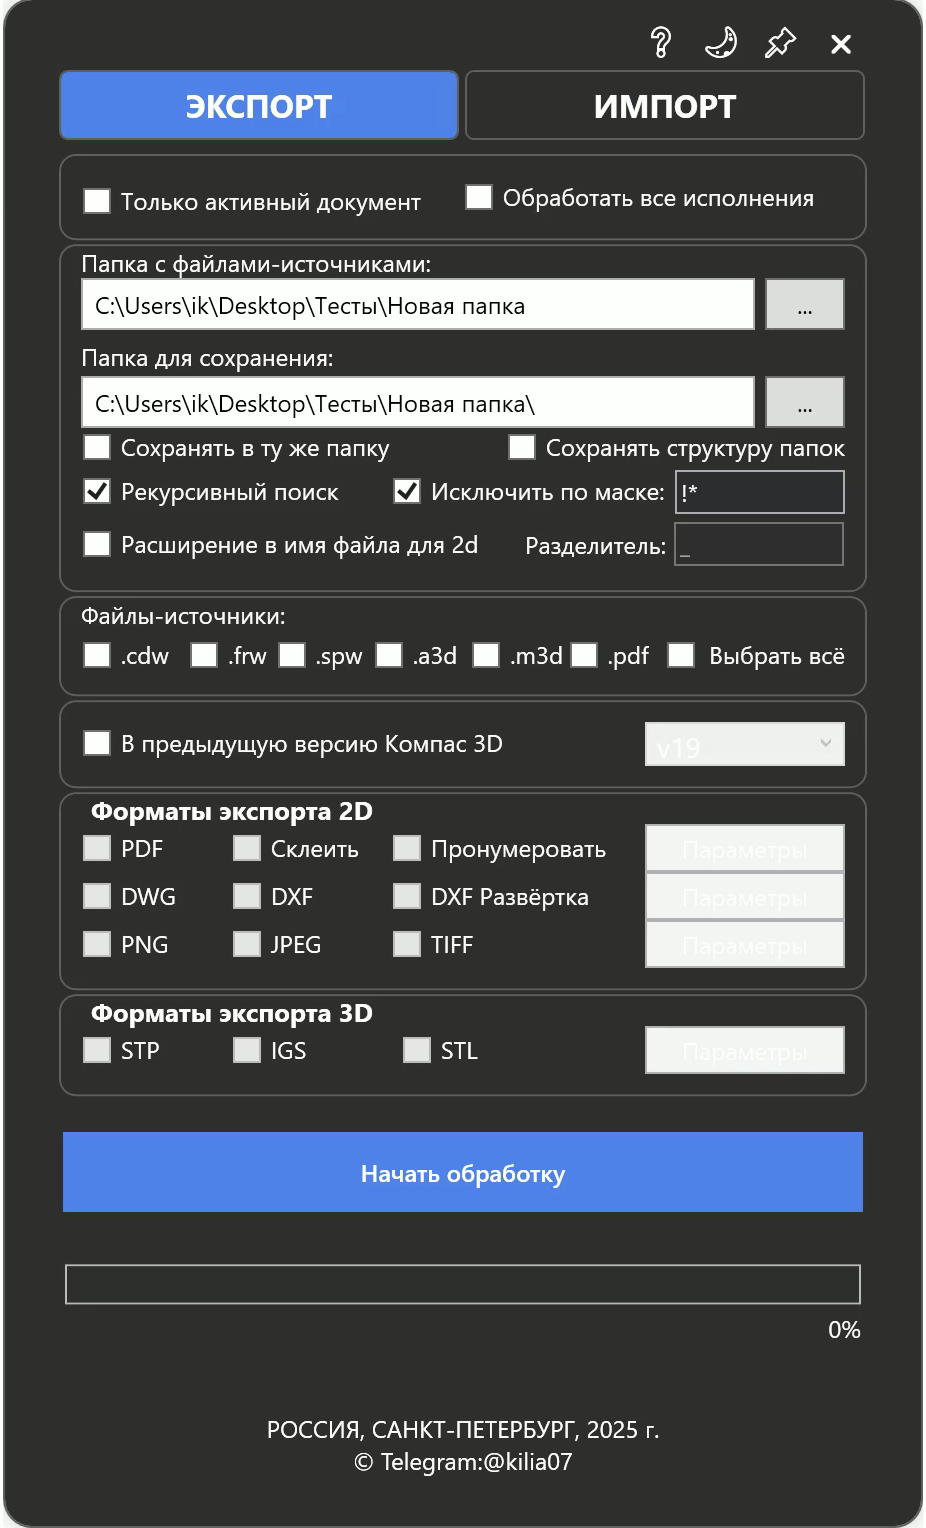 ЭКСПОРТ ИМПОРТ
Только активный документ Обработать все исполнения
Папка с файлами-источниками:
C:\Users\ik\Desktop\Тесты\Новая папка ...
Папка для сохранения:
C:\Users\ik\Desktop\Тесты\Новая папка\ ...
Сохранять в ту же папку Сохранять структуру папок
Рекурсивный поиск Исключить по маске: !*
Расширение в имя файла для 2d Разделитель: _
Файлы-источники:
.cdw .frw .spw .a3d .m3d .pdf Выбрать всё
В предыдущую версию Компас 3D v19
Форматы экспорта 2D
PDF Склеить Пронумеровать Параметры
DWG DXF DXF Развёртка Параметры
PNG JPEG TIFF Параметры
Форматы экспорта 3D
STP IGS STL Параметры
Начать обработку
0%
РОССИЯ, САНКТ-ПЕТЕРБУРГ, 2025 г.
© Telegram:@kilia07